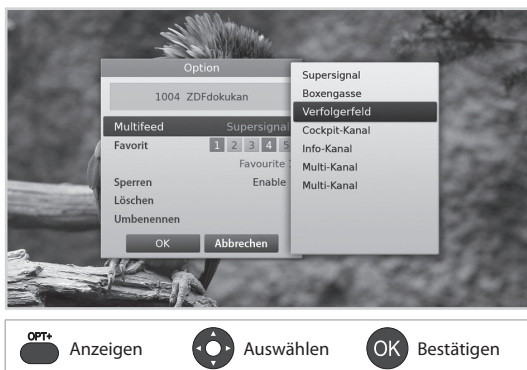 Option
1004 ZDFdokukan
Multifeed Supersignal
Favorit 1 2 3 4 5
Favourite
Sperren Enable
Löschen
Umbenennen
OK Abbrechen
Supersignal
Boxengasse
Verfolgerfeld
Cockpit-Kanal
Info-Kanal
Multi-Kanal
Multi-Kanal
OPT+ Anzeigen Auswählen OK Bestätigen